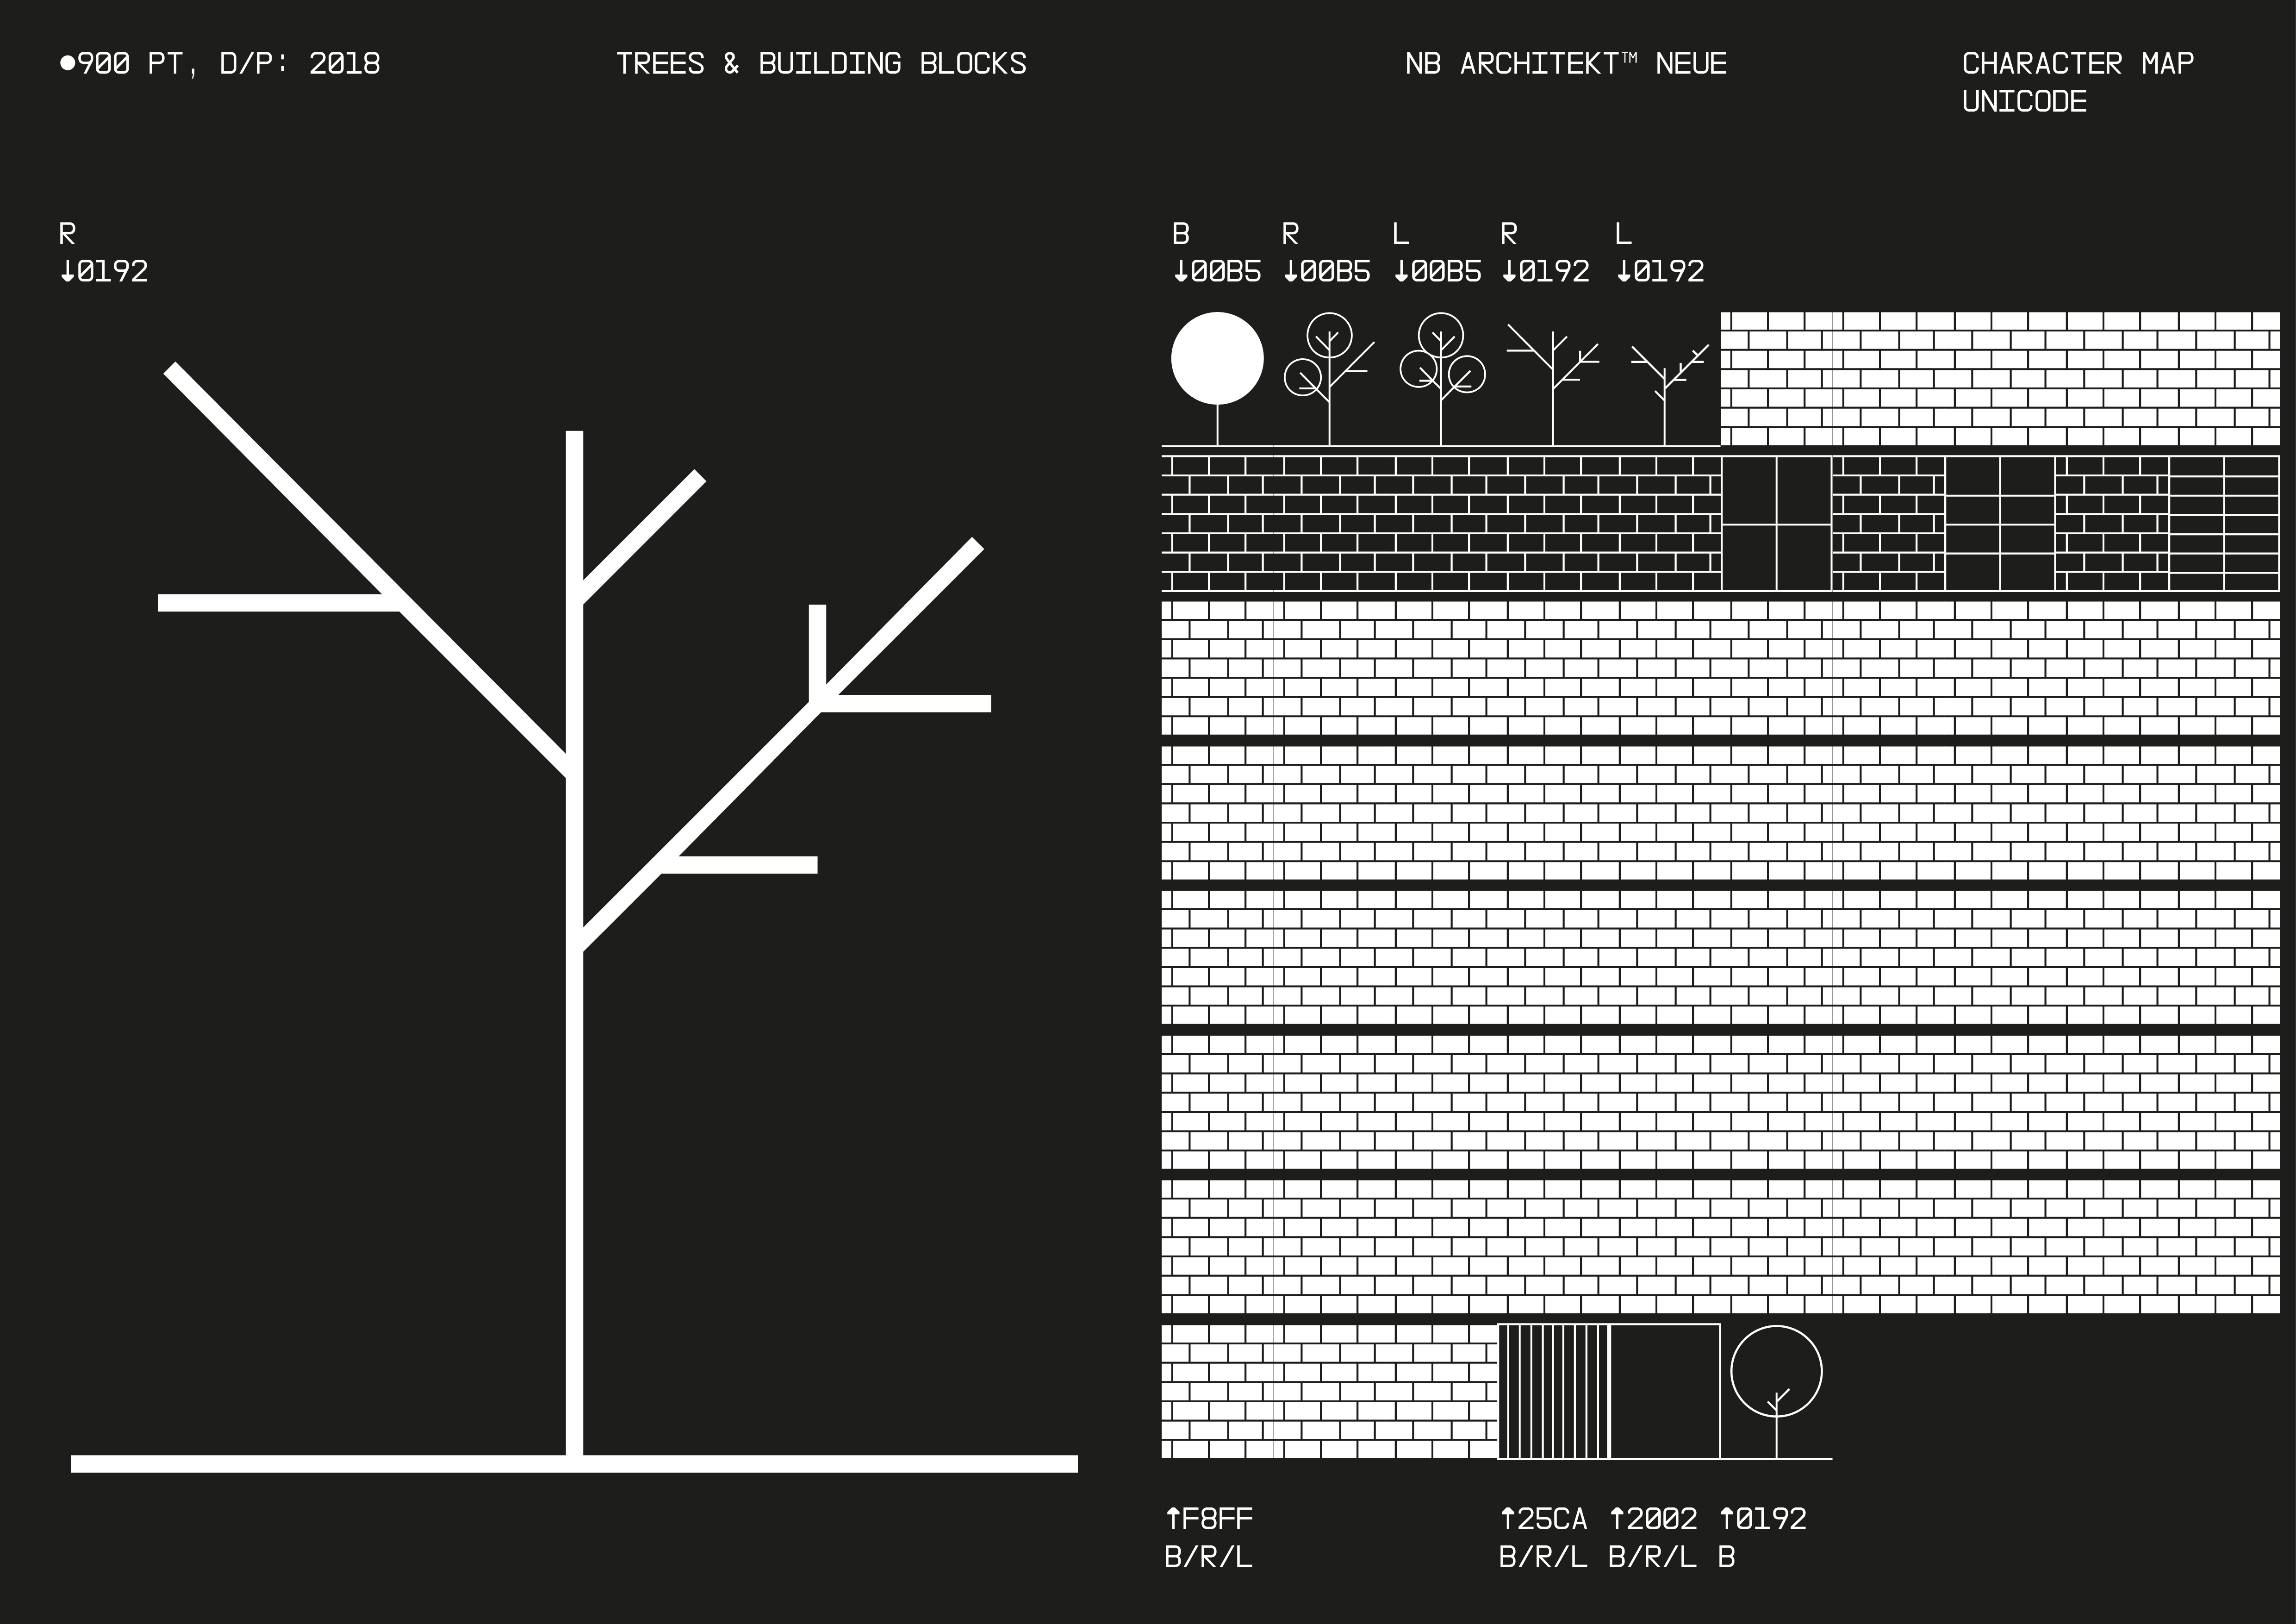 ●900 PT, D/P: 2018
TREES & BUILDING BLOCKS
NB ARCHITEKT™ NEUE
CHARACTER MAP
UNICODE
R
↓0192
B R L R L
↓00B5 ↓00B5 ↓00B5 ↓0192 ↓0192
↑F8FF ↑25CA ↑2002 ↑0192
B/R/L B/R/L B/R/L B